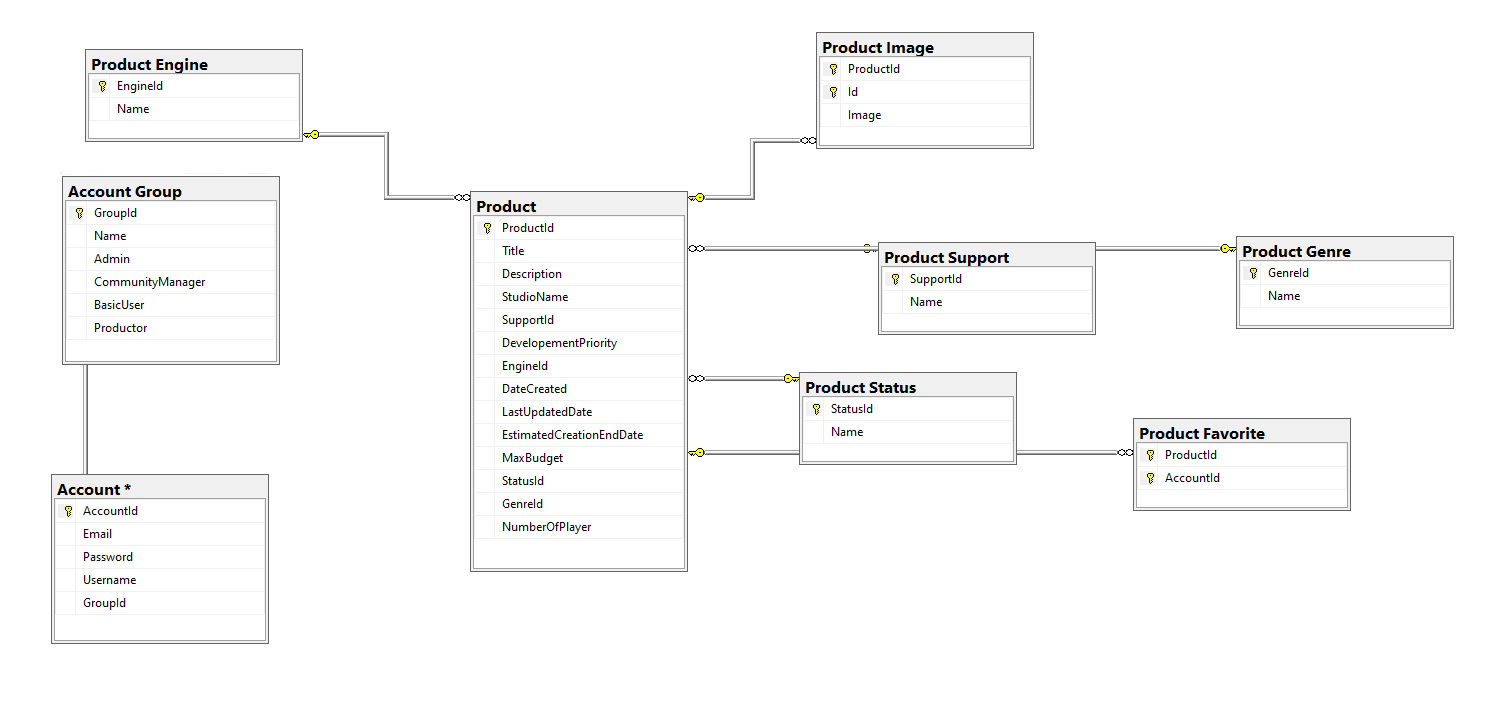 Product Engine
EngineId
Name
Account Group
GroupId
Name
Admin
CommunityManager
BasicUser
Productor
Account *
AccountId
Email
Password
Username
GroupId
Product
ProductId
Title
Description
StudioName
SupportId
DevelopementPriority
EngineId
DateCreated
LastUpdatedDate
EstimatedCreationEndDate
MaxBudget
StatusId
GenreId
NumberOfPlayer
Product Image
ProductId
Id
Image
Product Support
SupportId
Name
Product Genre
GenreId
Name
Product Status
StatusId
Name
Product Favorite
ProductId
AccountId